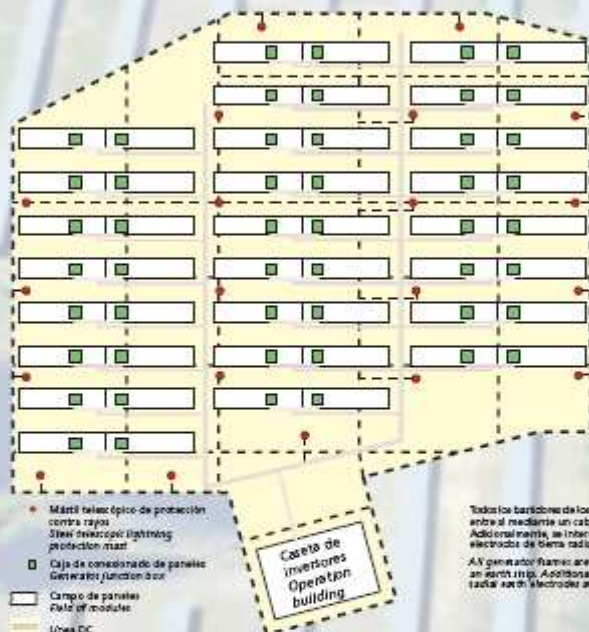 Mástil telescópico de protección
contra rayos
Steel telescopic lightning
protection mast
Caja de conexionado de paneles
Generator junction box
Campo de paneles
Field of modules
Línea DC
Caseta de
inversores
Operation
building
Todos los bastidores de los
entre sí mediante un cab
Adicionalmente, se inter
electrodos de tierra radia
All generator frames are
an earth strip. Additiona
radial earth electrodes a